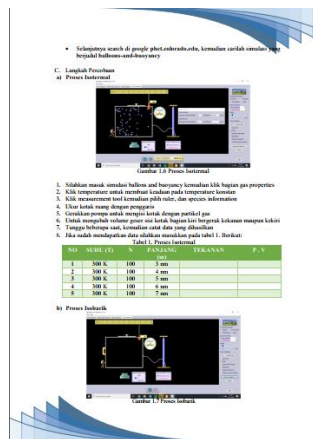 • Selanjutnya search di google phet.colorado.edu, kemudian carilah simulasi yang
berjudul balloons-and-buoyancy
C. Langkah Percobaan
a) Proses Isotermal
Gambar 1.6 Proses Isotermal
1. Silahkan masuk simulasi ballons and buoyancy kemudian klik bagian gas properties
2. Klik temperature untuk membuat keadaan pada temperature konstan
3. Klik measurement tool kemudian pilih ruler, dan species information
4. Ukur kotak ruang dengan penggaris
5. Gerakkan pompa untuk mengisi kotak dengan partikel gas
6. Untuk mengubah volume geser sisi kotak bagian kiri bergerak kekanan maupun kekiri
7. Tunggu beberapa saat, kemudian catat data yang dihasilkan
8. Jika sudah mendapatkan data silahkan masukkan pada tabel 1. Berikut:
Tabel 1. Proses Isotermal
NO SUHU (T) N PANJANG (nm) TEKANAN P . V
1 300 K 100 3 nm
2 300 K 100 4 nm
3 300 K 100 5 nm
4 300 K 100 6 nm
5 300 K 100 7 nm
b) Proses Isobarik
Gambar 1.7 Proses Isobarik